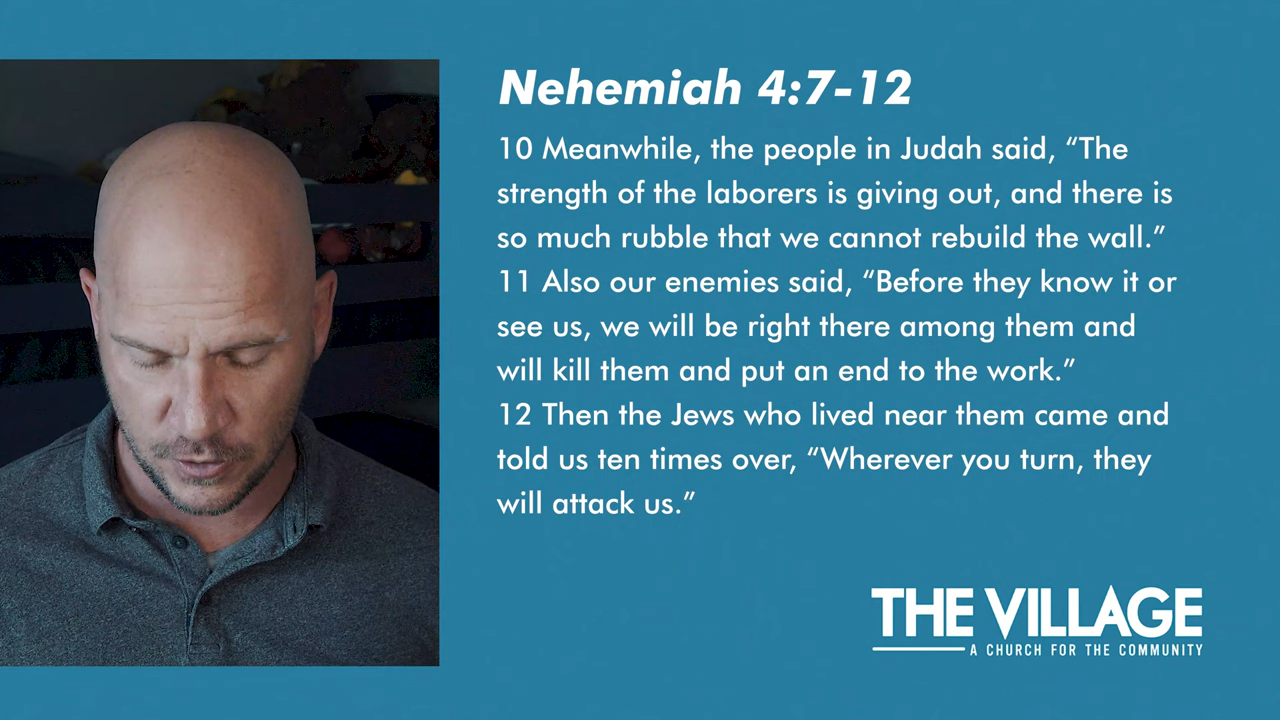 Nehemiah 4:7-12
10 Meanwhile, the people in Judah said, “The
strength of the laborers is giving out, and there is
so much rubble that we cannot rebuild the wall.”
11 Also our enemies said, “Before they know it or
see us, we will be right there among them and
will kill them and put an end to the work.”
12 Then the Jews who lived near them came and
told us ten times over, “Wherever you turn, they
will attack us.”
THE VILLAGE
A CHURCH FOR THE COMMUNITY